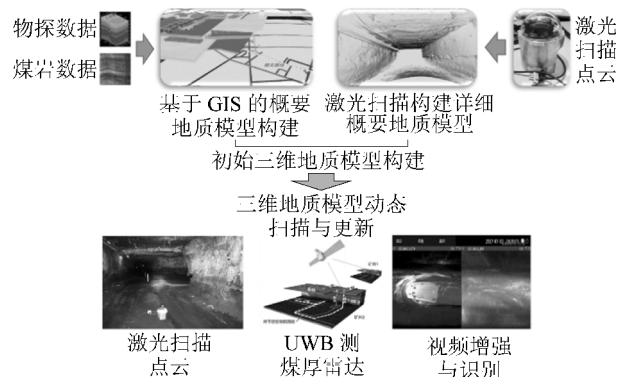 物探数据
煤岩数据
激光
扫描
点云
基于 GIS 的概要
地质模型构建
激光扫描构建详细
概要地质模型
初始三维地质模型构建
三维地质模型动态
扫描与更新
激光扫描
点云
UWB 测
煤厚雷达
视频增强
与识别